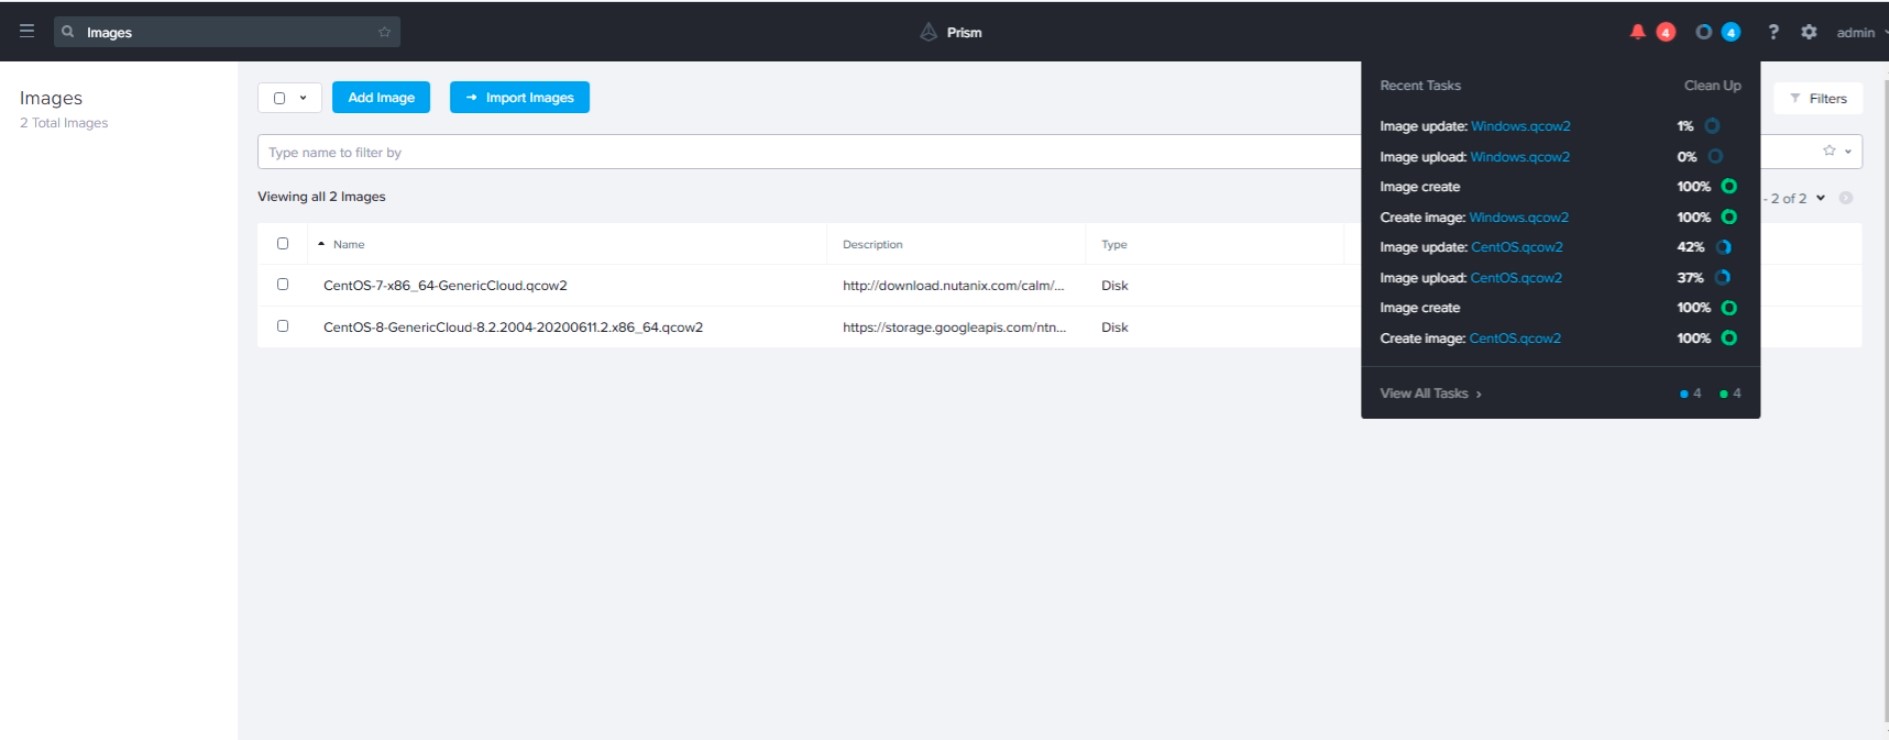 Images
Prism
4
4
?
admin
Images
2 Total Images
Add Image
→ Import Images
Filters
Type name to filter by
Viewing all 2 Images
- 2 of 2
Name
Description
Type
CentOS-7-x86_64-GenericCloud.qcow2
http://download.nutanix.com/calm/...
Disk
CentOS-8-GenericCloud-8.2.2004-20200611.2.x86_64.qcow2
https://storage.googleapis.com/ntn...
Disk
Recent Tasks
Clean Up
Image update: Windows.qcow2 1%
Image upload: Windows.qcow2 0%
Image create 100%
Create image: Windows.qcow2 100%
Image update: CentOS.qcow2 42%
Image upload: CentOS.qcow2 37%
Image create 100%
Create image: CentOS.qcow2 100%
View All Tasks ›
4 4